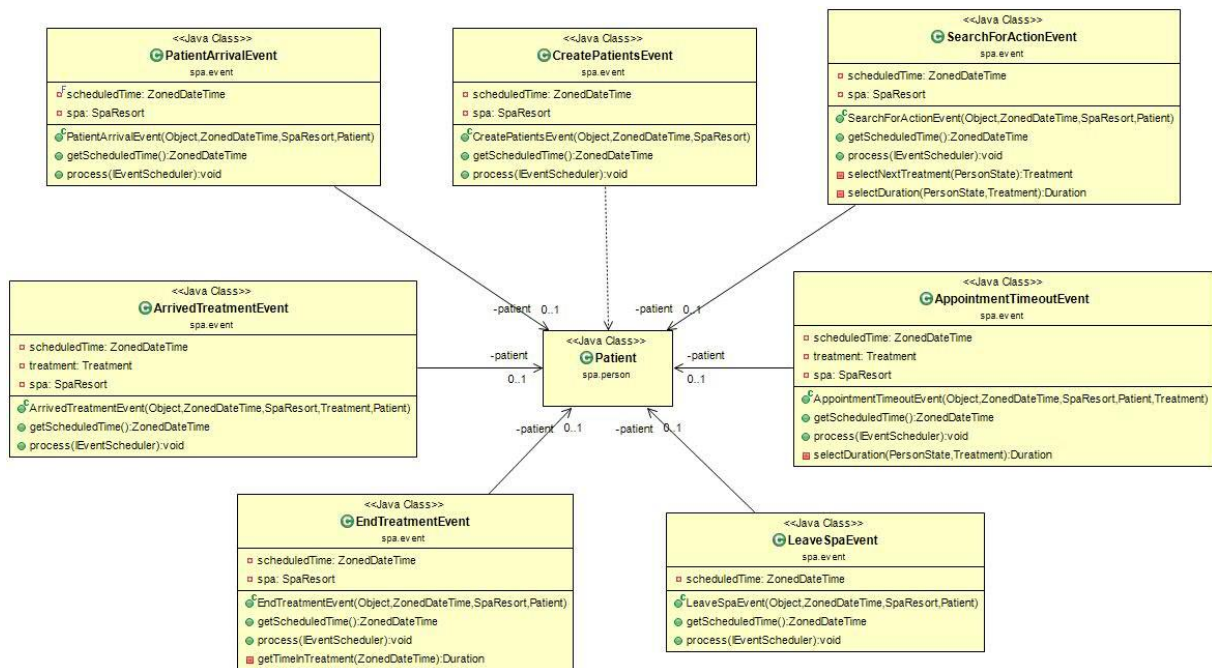 <<Java Class>>
PatientArrivalEvent
spa.event
scheduledTime: ZonedDateTime
spa: SpaResort
PatientArrivalEvent(Object,ZonedDateTime,SpaResort,Patient)
getScheduledTime():ZonedDateTime
process(IEventScheduler):void
<<Java Class>>
CreatePatientsEvent
spa.event
scheduledTime: ZonedDateTime
spa: SpaResort
CreatePatientsEvent(Object,ZonedDateTime,SpaResort)
getScheduledTime():ZonedDateTime
process(IEventScheduler):void
<<Java Class>>
SearchForActionEvent
spa.event
scheduledTime: ZonedDateTime
spa: SpaResort
SearchForActionEvent(Object,ZonedDateTime,SpaResort,Patient)
getScheduledTime():ZonedDateTime
process(IEventScheduler):void
selectNextTreatment(PersonState):Treatment
selectDuration(PersonState,Treatment):Duration
<<Java Class>>
ArrivedTreatmentEvent
spa.event
scheduledTime: ZonedDateTime
treatment: Treatment
spa: SpaResort
ArrivedTreatmentEvent(Object,ZonedDateTime,SpaResort,Treatment,Patient)
getScheduledTime():ZonedDateTime
process(IEventScheduler):void
-patient 0..1
-patient 0..1
<<Java Class>>
Patient
spa.person
-patient
0..1
-patient
0..1
-patient 0..1
-patient 0..1
<<Java Class>>
AppointmentTimeoutEvent
spa.event
scheduledTime: ZonedDateTime
treatment: Treatment
spa: SpaResort
AppointmentTimeoutEvent(Object,ZonedDateTime,SpaResort,Patient,Treatment)
getScheduledTime():ZonedDateTime
process(IEventScheduler):void
selectDuration(PersonState,Treatment):Duration
<<Java Class>>
EndTreatmentEvent
spa.event
scheduledTime: ZonedDateTime
spa: SpaResort
EndTreatmentEvent(Object,ZonedDateTime,SpaResort,Patient)
getScheduledTime():ZonedDateTime
process(IEventScheduler):void
getTimeInTreatment(ZonedDateTime):Duration
<<Java Class>>
LeaveSpaEvent
spa.event
scheduledTime: ZonedDateTime
LeaveSpaEvent(Object,ZonedDateTime,SpaResort,Patient)
getScheduledTime():ZonedDateTime
process(IEventScheduler):void